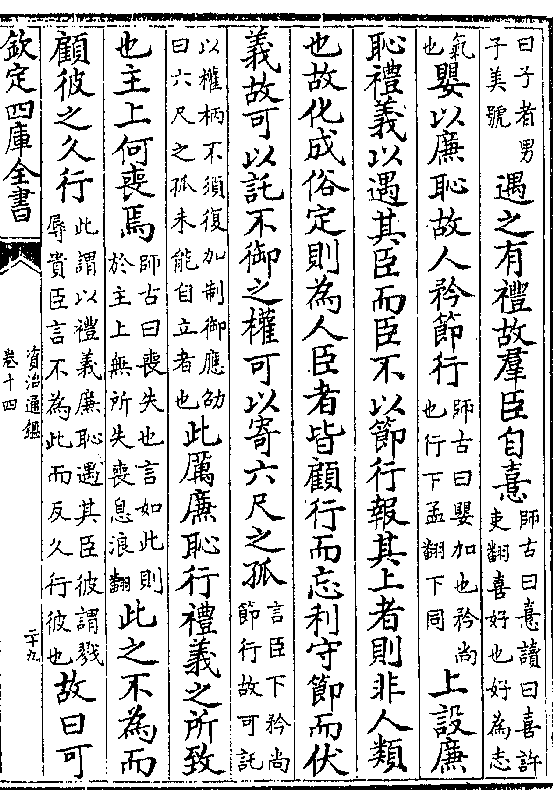 曰子者男
子美號
遇之有禮故羣臣自憙
師古曰憙讀曰喜許
吏翻喜好也好為志
氣
也
嬰以廉恥故人矜節行
師古曰嬰加也矜尚
也行下孟翻下同
上設廉
恥禮義以遇其臣而臣不以節行報其上者則非人類
也故化成俗定則為人臣者皆顧行而忘利守節而伏
義故可以託不御之權可以寄六尺之孤
言臣下矜尚
節行故可託
以權柄不須復加制御應劭
曰六尺之孤未能自立者也
此厲廉恥行禮義之所致
也主上何喪焉
師古曰喪失也言如此則
於主上無所失喪息浪翻
此之不為而
顧彼之久行
此謂以禮義廉恥遇其臣彼謂戮
辱貴臣言不為此而反久行彼也
故曰可
欽定四庫全書
資治通鑑
卷十四
二十九